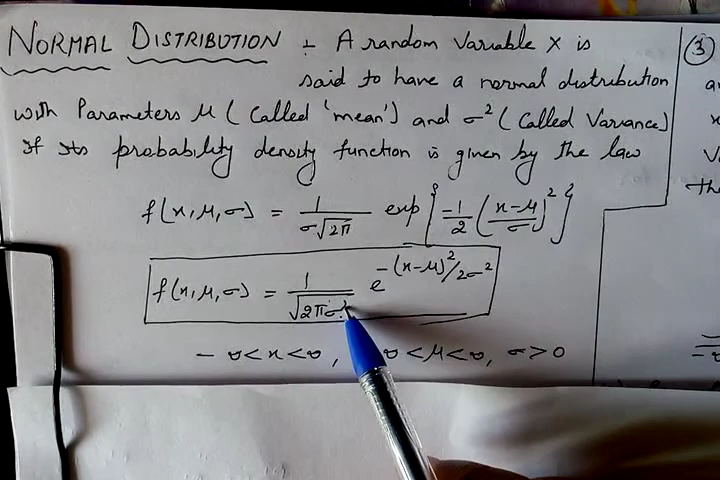 NORMAL DISTRIBUTION :- A random variable X is
said to have a normal distribution
with Parameters μ (Called 'mean') and σ² (Called Variance)
If its probability density function is given by the law
f(x, μ, σ) = 1/σ√2π exp{-1/2 (x-μ/σ)²}
f(x, μ, σ) = 1/√2πσ² e^-(x-μ)²/2σ²
- ∞<x<∞, ∞<μ<∞, σ>0
(3)